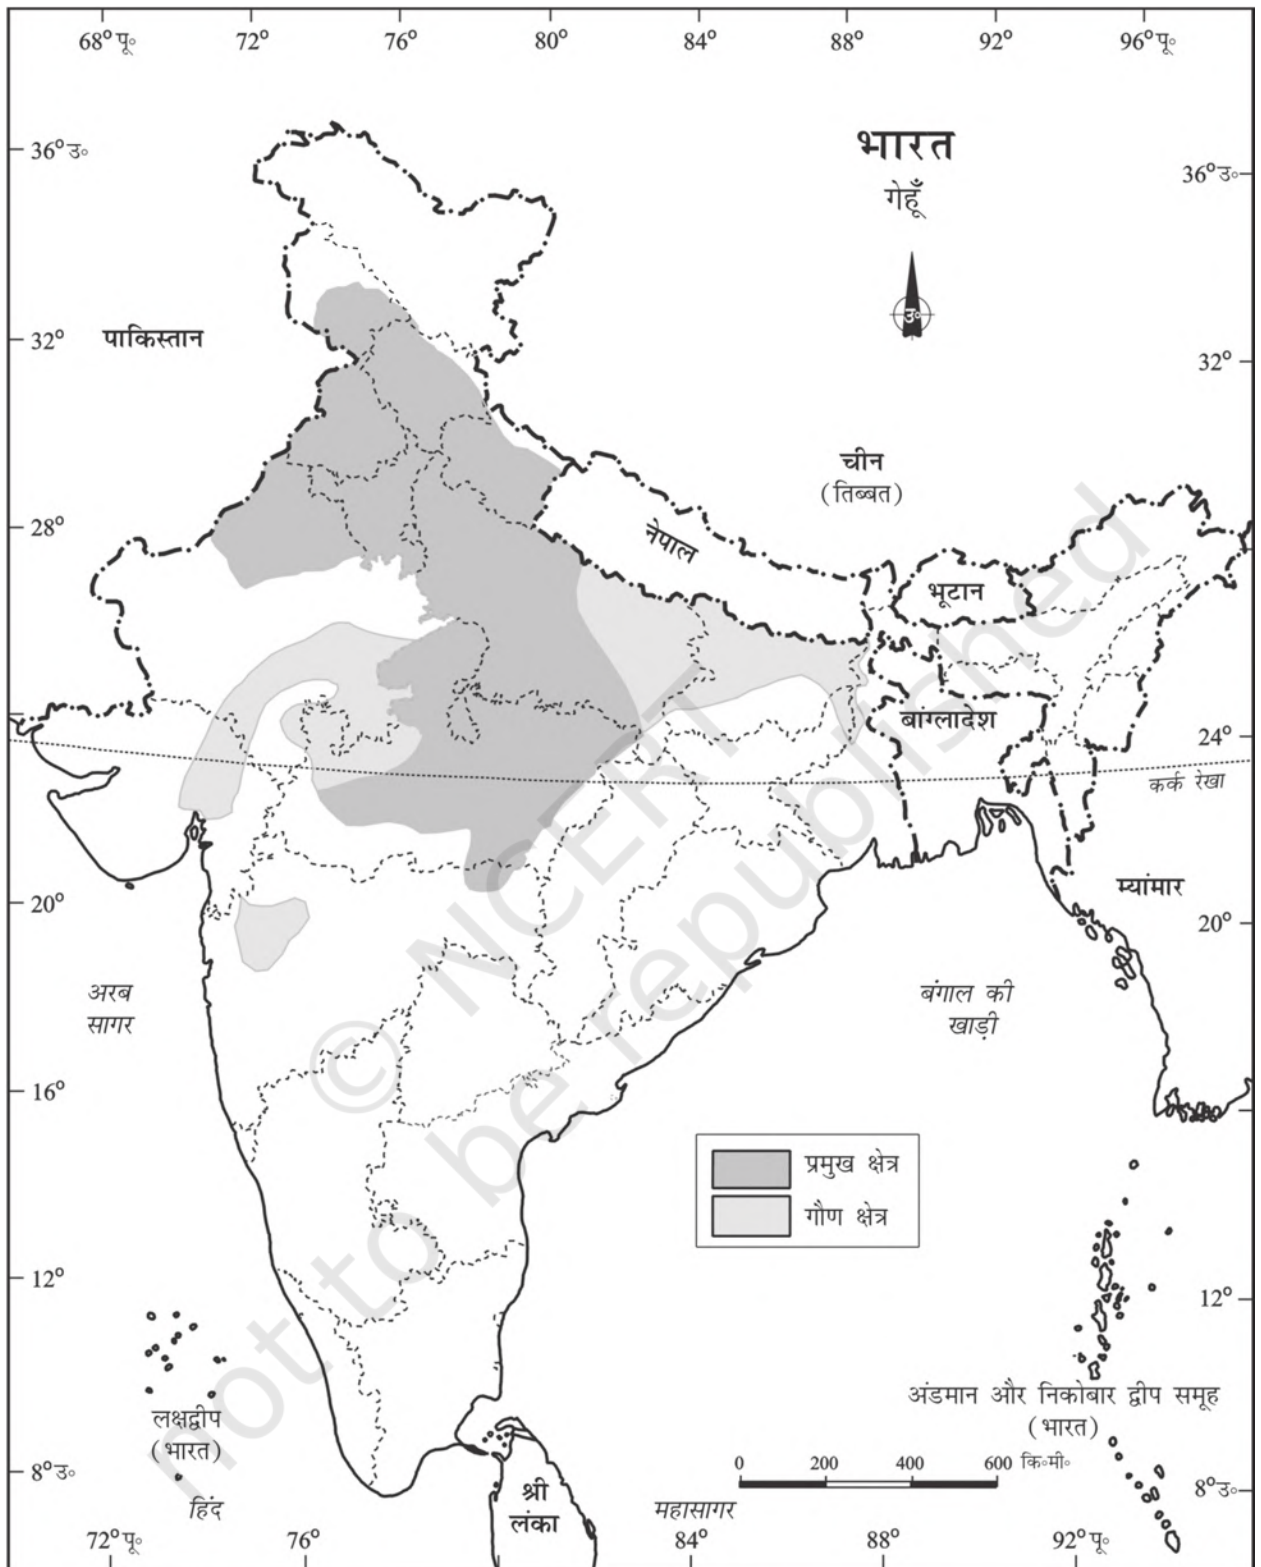 68°पू॰ 72° 76° 80° 84° 88° 92° 96°पू॰
भारत
36°उ॰
36°उ॰
गेहूँ
उ॰
पाकिस्तान
32°
32°
चीन
(तिब्बत)
28°
नेपाल
भूटान
बांग्लादेश
24°
कर्क रेखा
म्यांमार
20°
20°
अरब
सागर
बंगाल की
खाड़ी
16°
प्रमुख क्षेत्र
गौण क्षेत्र
12°
12°
लक्षद्वीप
(भारत)
अंडमान और निकोबार द्वीप समूह
(भारत)
0 200 400 600 कि॰मी॰
8°उ॰
8°उ॰
हिंद
महासागर
श्री
लंका
72°पू॰ 76° 84° 88° 92°पू॰
© NCERT
not to be republished